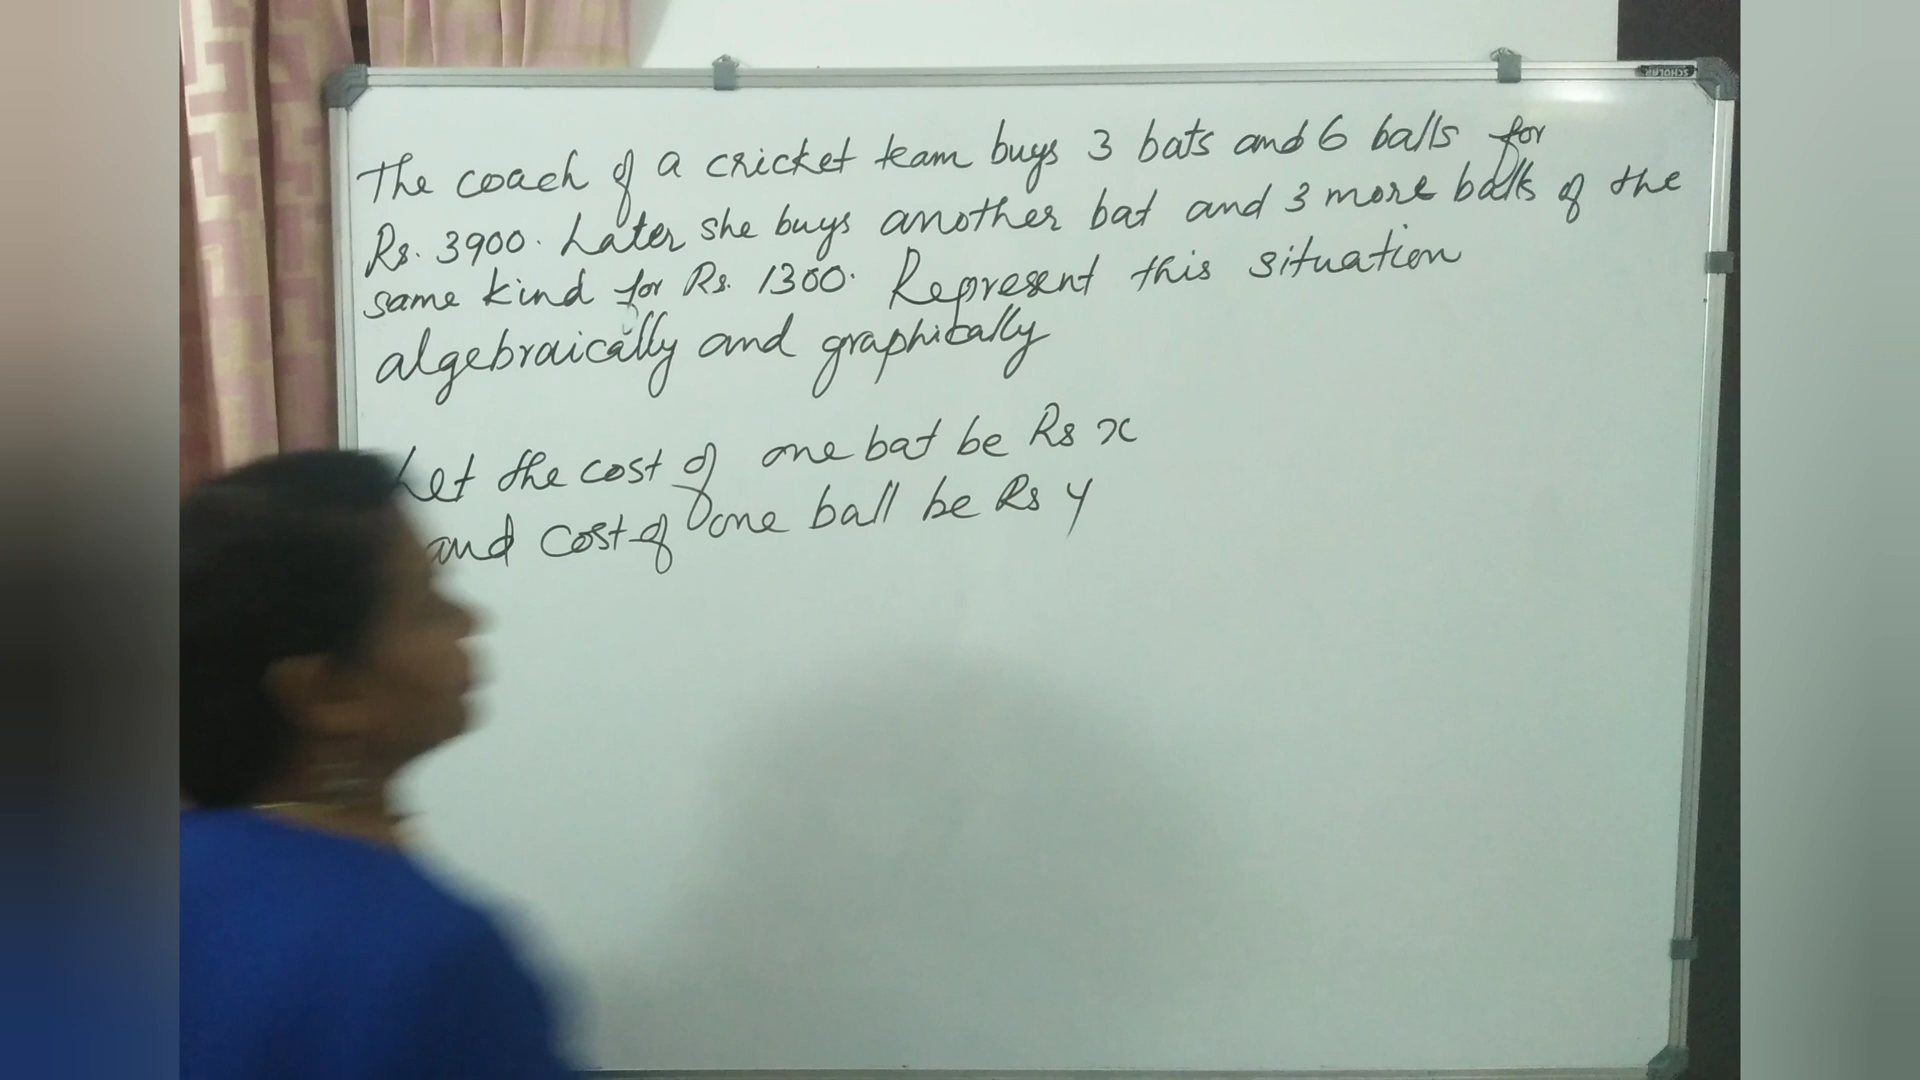 SCHOLAR
The coach of a cricket team buys 3 bats and 6 balls for
Rs. 3900. Later she buys another bat and 3 more balls of the
same kind for Rs. 1300. Represent this situation
algebraically and graphically
Let the cost of one bat be Rs x
and cost of one ball be Rs y